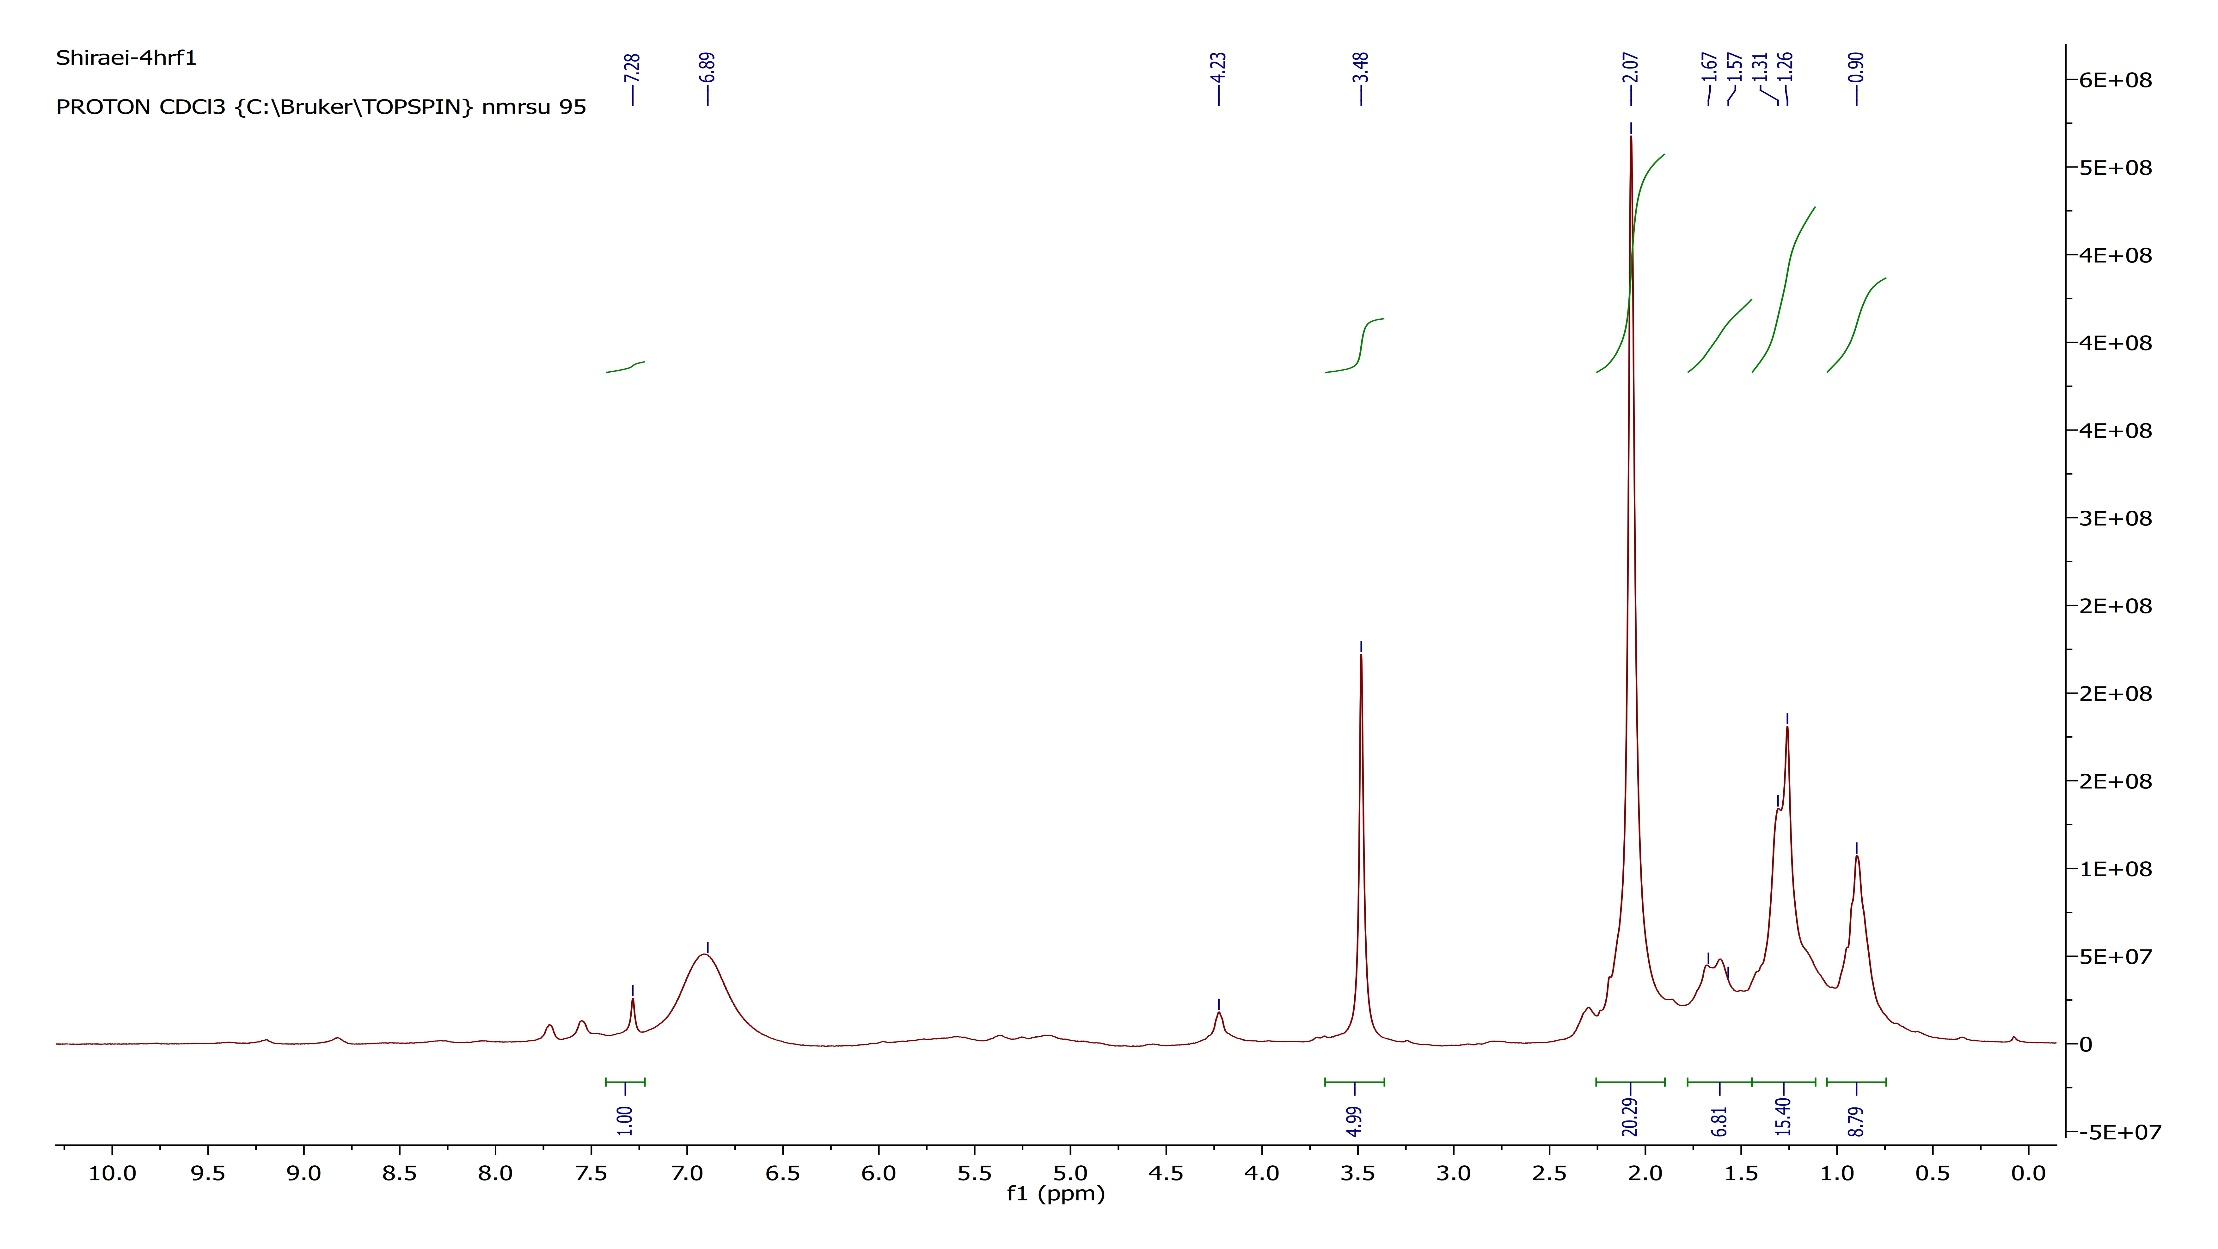 Shiraei-4hrf1
PROTON CDCl3 {C:\Bruker\TOPSPIN} nmrsu 95
7.28
6.89
4.23
3.48
2.07
1.67
1.57
1.31
1.26
0.90
6E+08
5E+08
4E+08
4E+08
4E+08
3E+08
2E+08
2E+08
2E+08
1E+08
5E+07
0
-5E+07
1.00
4.99
20.29
6.81
15.40
8.79
10.0 9.5 9.0 8.5 8.0 7.5 7.0 6.5 6.0 5.5 5.0 4.5 4.0 3.5 3.0 2.5 2.0 1.5 1.0 0.5 0.0
f1 (ppm)